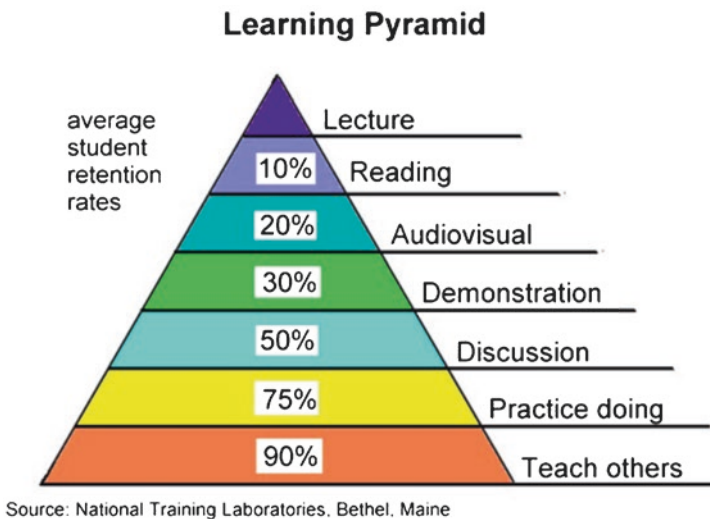 Learning Pyramid
average
student
retention
rates
Lecture
10%
Reading
20%
Audiovisual
30%
Demonstration
50%
Discussion
75%
Practice doing
90%
Teach others
Source: National Training Laboratories, Bethel, Maine